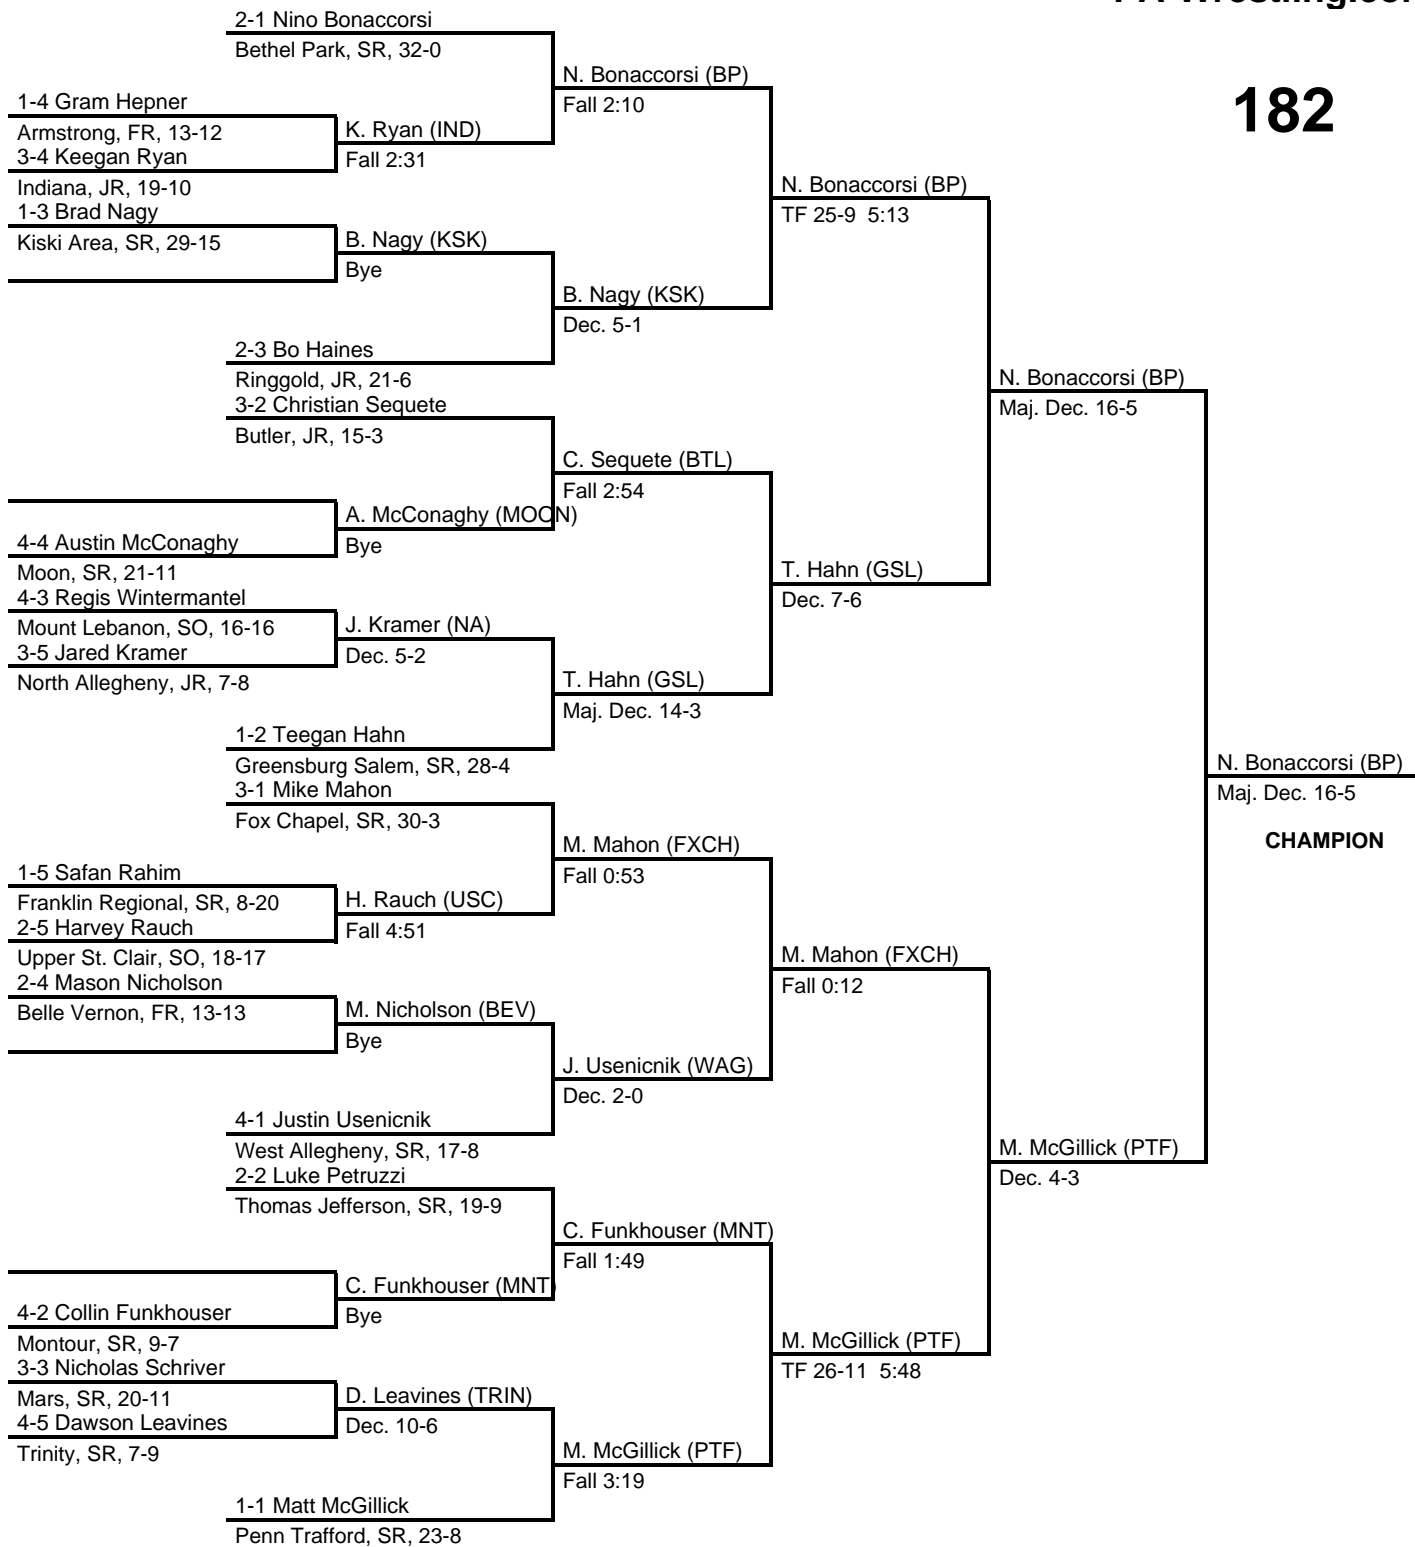 2-1 Nino Bonaccorsi
Bethel Park, SR, 32-0
N. Bonaccorsi (BP)
Fall 2:10
182
1-4 Gram Hepner
Armstrong, FR, 13-12
3-4 Keegan Ryan
Indiana, JR, 19-10
K. Ryan (IND)
Fall 2:31
N. Bonaccorsi (BP)
TF 25-9 5:13
1-3 Brad Nagy
Kiski Area, SR, 29-15
B. Nagy (KSK)
Bye
B. Nagy (KSK)
Dec. 5-1
2-3 Bo Haines
Ringgold, JR, 21-6
N. Bonaccorsi (BP)
Maj. Dec. 16-5
3-2 Christian Sequete
Butler, JR, 15-3
C. Sequete (BTL)
Fall 2:54
A. McConaghy (MOON)
Bye
4-4 Austin McConaghy
Moon, SR, 21-11
T. Hahn (GSL)
Dec. 7-6
4-3 Regis Wintermantel
Mount Lebanon, SO, 16-16
3-5 Jared Kramer
North Allegheny, JR, 7-8
J. Kramer (NA)
Dec. 5-2
T. Hahn (GSL)
Maj. Dec. 14-3
1-2 Teegan Hahn
Greensburg Salem, SR, 28-4
N. Bonaccorsi (BP)
Maj. Dec. 16-5
CHAMPION
3-1 Mike Mahon
Fox Chapel, SR, 30-3
M. Mahon (FXCH)
Fall 0:53
1-5 Safan Rahim
Franklin Regional, SR, 8-20
2-5 Harvey Rauch
Upper St. Clair, SO, 18-17
H. Rauch (USC)
Fall 4:51
M. Mahon (FXCH)
Fall 0:12
2-4 Mason Nicholson
Belle Vernon, FR, 13-13
M. Nicholson (BEV)
Bye
J. Usenicnik (WAG)
Dec. 2-0
4-1 Justin Usenicnik
West Allegheny, SR, 17-8
M. McGillick (PTF)
Dec. 4-3
2-2 Luke Petruzzi
Thomas Jefferson, SR, 19-9
C. Funkhouser (MNT)
Fall 1:49
C. Funkhouser (MNT)
Bye
4-2 Collin Funkhouser
Montour, SR, 9-7
M. McGillick (PTF)
TF 26-11 5:48
3-3 Nicholas Schriver
Mars, SR, 20-11
4-5 Dawson Leavines
Trinity, SR, 7-9
D. Leavines (TRIN)
Dec. 10-6
M. McGillick (PTF)
Fall 3:19
1-1 Matt McGillick
Penn Trafford, SR, 23-8